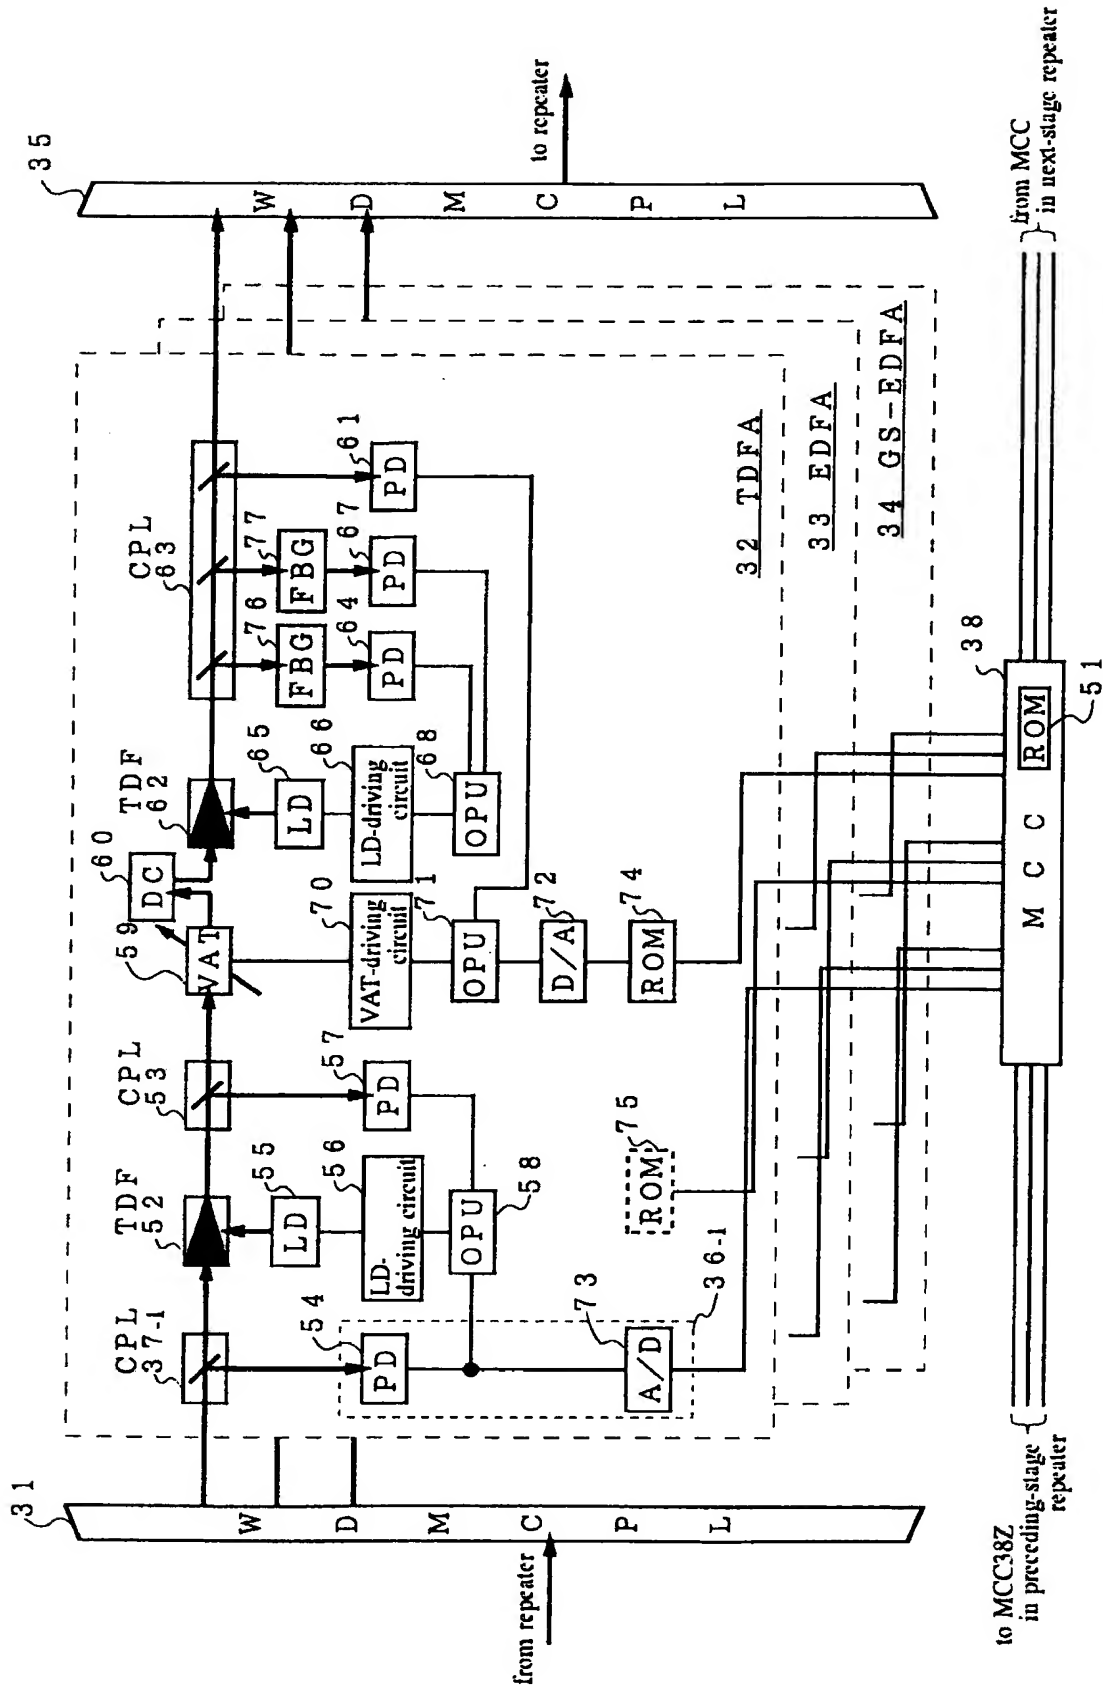 31
W D M C P L
from repeater
CPL
37-1
TDF
52
CPL
53
59
VAT
60
DC
TDF
62
CPL
63
35
W D M C P L
to repeater
54
PD
55
LD
56
LD-
driving circuit
57
PD
OPU
58
70
VAT-driving
circuit
71
OPU
72
D/A
74
ROM
65
LD
66
LD-driving
circuit
68
OPU
76
FBG
77
FBG
64
PD
67
PD
61
PD
73
A/D
36-1
75
ROM
32 TDFA
33 EDFA
34 GS-EDFA
38
M C C
ROM
51
to MCC38Z
in preceding-stage
repeater
from MCC
in next-stage repeater